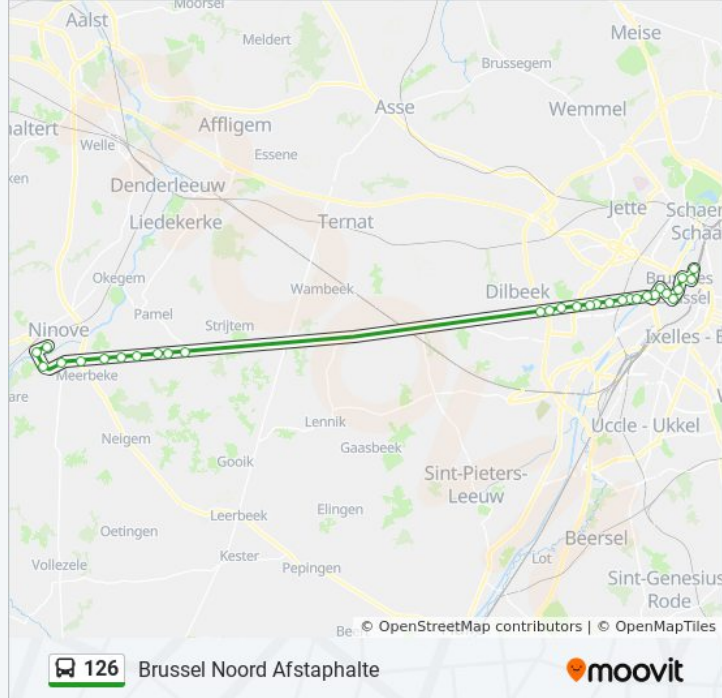 Moorsel
Aalst
Meise
Meldert
Brussegem
Asse
Wemmel
Affligem
haltert
Welle
Essene
ken
Denderleeuw
Jette
Schaer
Liedekerke
Ternat
Schaa
Okegem
Wambeek
Dilbeek
Bru
es
ssel
Pamel
Strijtem
Ninove
Ixelles - E
Meerbeke
are
Lennik
Uccle - Ukkel
Neigem
Gaasbeek
Gooik
Sint-Pieters-
Leeuw
Elingen
Leerbeek
Oetingen
Beersel
Kester
Lot
Vollezele
Pepingen
Sint-Genesius
Rode
© OpenStreetMap contributors | © OpenMapTiles
126 Brussel Noord Afstaphalte
moovit